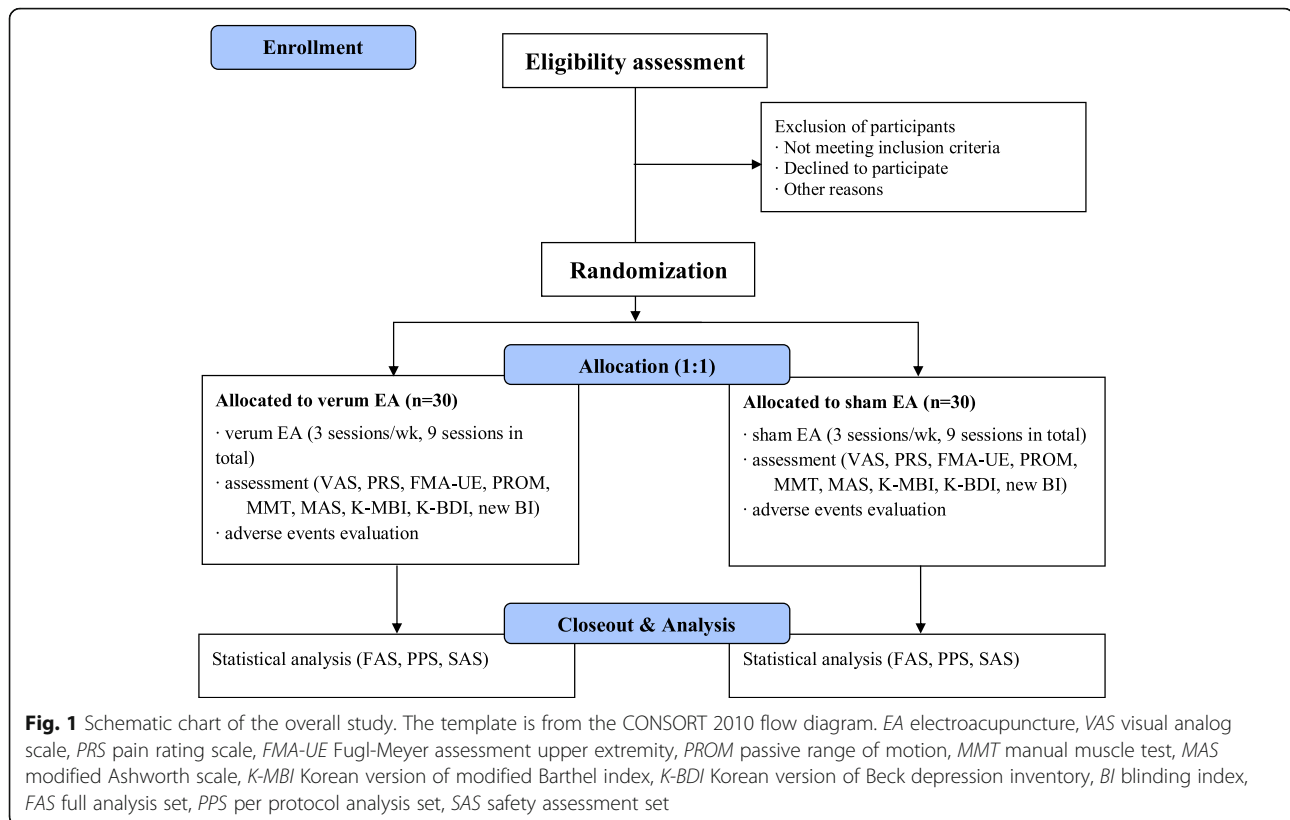 Enrollment
Eligibility assessment
Exclusion of participants
· Not meeting inclusion criteria
· Declined to participate
· Other reasons
Randomization
Allocation (1:1)
Allocated to verum EA (n=30)
· verum EA (3 sessions/wk, 9 sessions in
total)
· assessment (VAS, PRS, FMA-UE, PROM,
MMT, MAS, K-MBI, K-BDI, new BI)
· adverse events evaluation
Allocated to sham EA (n=30)
· sham EA (3 sessions/wk, 9 sessions in total)
· assessment (VAS, PRS, FMA-UE, PROM,
MMT, MAS, K-MBI, K-BDI, new BI)
· adverse events evaluation
Closeout & Analysis
Statistical analysis (FAS, PPS, SAS)
Statistical analysis (FAS, PPS, SAS)
Fig. 1 Schematic chart of the overall study. The template is from the CONSORT 2010 flow diagram. EA electroacupuncture, VAS visual analog
scale, PRS pain rating scale, FMA-UE Fugl-Meyer assessment upper extremity, PROM passive range of motion, MMT manual muscle test, MAS
modified Ashworth scale, K-MBI Korean version of modified Barthel index, K-BDI Korean version of Beck depression inventory, BI blinding index,
FAS full analysis set, PPS per protocol analysis set, SAS safety assessment set